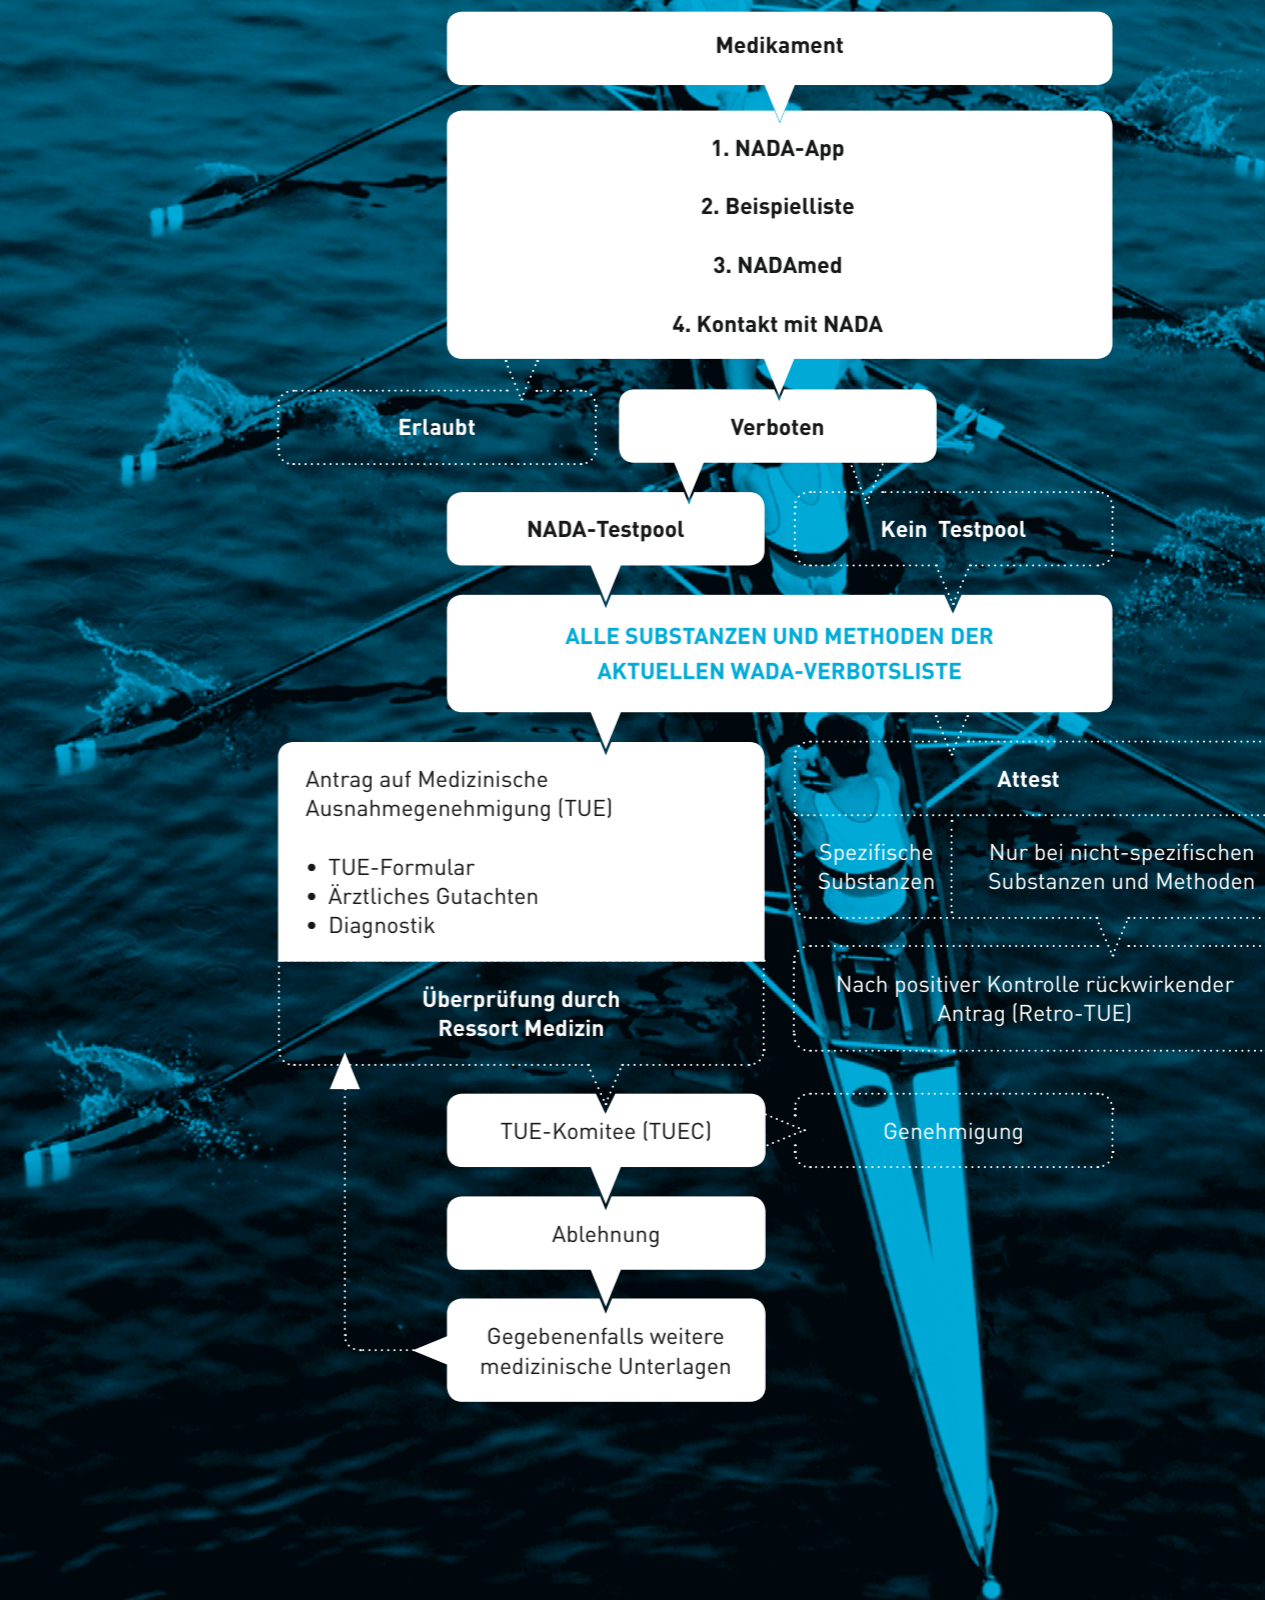 Medikament
1. NADA-App
2. Beispielliste
3. NADAmed
4. Kontakt mit NADA
Erlaubt
Verboten
NADA-Testpool
Kein Testpool
ALLE SUBSTANZEN UND METHODEN DER
AKTUELLEN WADA-VERBOTSLISTE
Antrag auf Medizinische
Ausnahmegenehmigung (TUE)
• TUE-Formular
• Ärztliches Gutachten
• Diagnostik
Attest
Spezifische
Substanzen
Nur bei nicht-spezifischen
Substanzen und Methoden
Nach positiver Kontrolle rückwirkender
Antrag (Retro-TUE)
Überprüfung durch
Ressort Medizin
7
TUE-Komitee (TUEC)
Genehmigung
Ablehnung
Gegebenenfalls weitere
medizinische Unterlagen